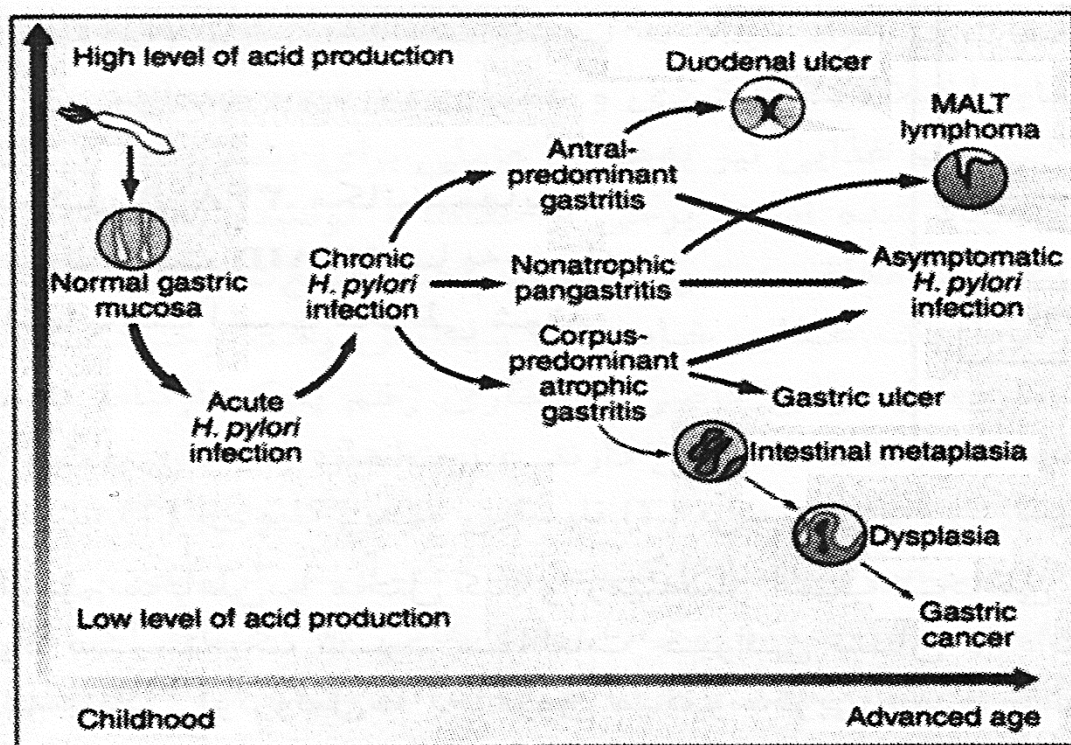 High level of acid production
Duodenal ulcer
MALT
lymphoma
Antral-
predominant
gastritis
Normal gastric
mucosa
Chronic
H. pylori
infection
Nonatrophic
pangastritis
Asymptomatic
H. pylori
infection
Corpus-
predominant
atrophic
gastritis
Acute
H. pylori
infection
Gastric ulcer
Intestinal metaplasia
Dysplasia
Low level of acid production
Gastric
cancer
Childhood
Advanced age